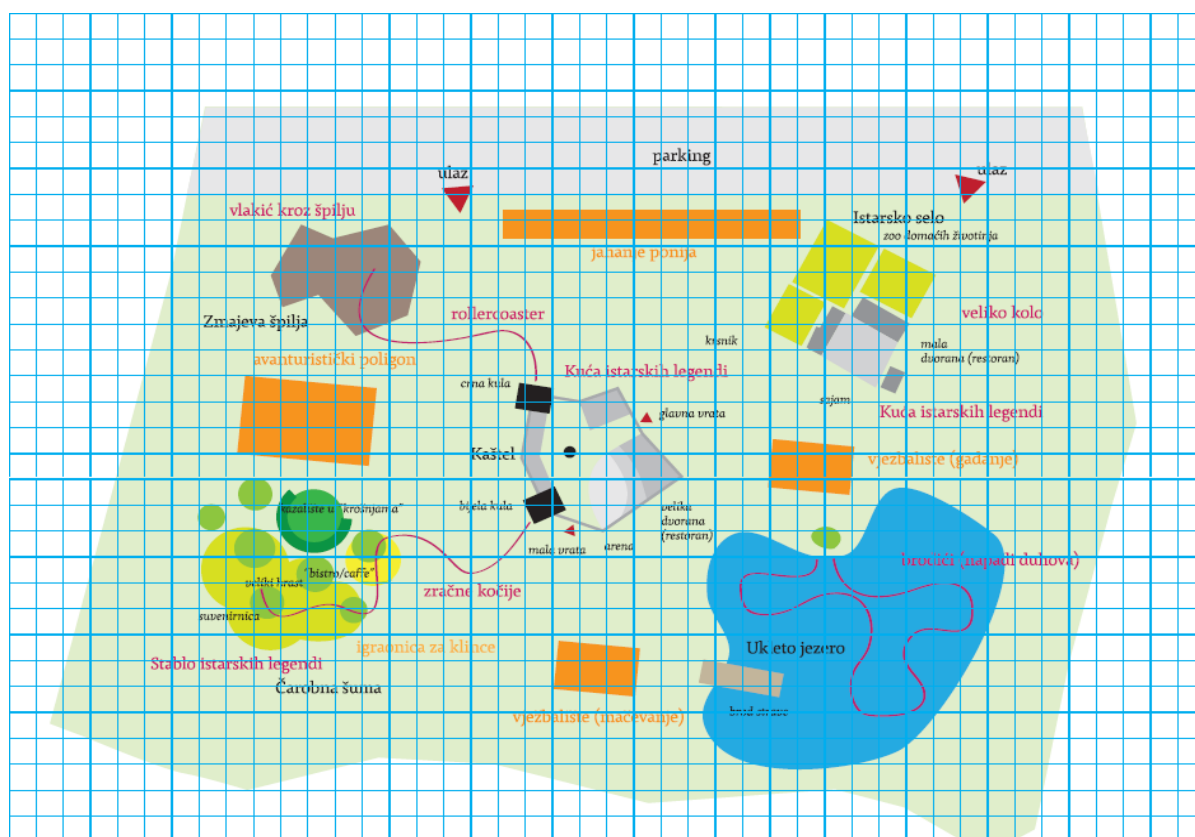 parking
ulaz
ulaz
vlakić kroz špilju
Istarsko selo
zoo domaćih životinja
jahanje ponija
rollercoaster
veliko kolo
Zmajeva špilja
krsnik
mala
dvorana (restoran)
avanturistički poligon
Kuća istarskih legendi
crna kula
sajam
Kuća istarskih legendi
glavna vrata
Kaštel
vježbalište (gađanje)
kazalište u "krošnjama"
bijela kula
velika
dvorana
(restoran)
mala vrata
arena
brodići (napadi duhova)
"bistro/caffe"
veliki hrast
zračne kočije
suvenirnica
igraonica za klince
Ukleto jezero
Stablo istarskih legendi
Čarobna šuma
vježbalište (mačevanje)
brod strave